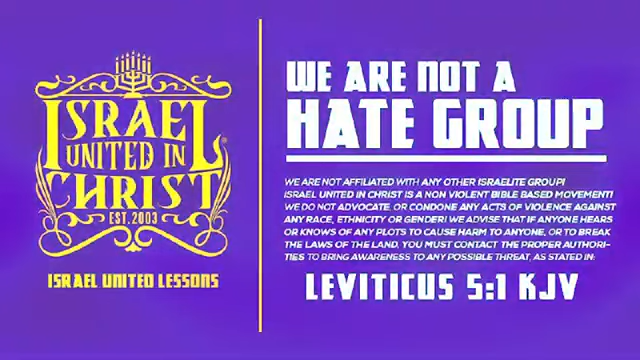 ISRAEL
UNITED IN
CHRIST
EST. 2003
ISRAEL UNITED LESSONS
WE ARE NOT A
HATE GROUP
WE ARE NOT AFFILIATED WITH ANY OTHER ISRAELITE GROUP!
ISRAEL UNITED IN CHRIST IS A NON VIOLENT BIBLE BASED MOVEMENT!
WE DO NOT ADVOCATE OR CONDONE ANY ACTS OF VIOLENCE AGAINST
ANY RACE, ETHNICITY OR GENDER! WE ADVISE THAT IF ANYONE HEARS
OR KNOWS OF ANY PLOTS TO CAUSE HARM TO ANYONE, OR TO BREAK
THE LAWS OF THE LAND, YOU MUST CONTACT THE PROPER AUTHORI-
TIES TO BRING AWARENESS TO ANY POSSIBLE THREAT, AS STATED IN:
LEVITICUS 5:1 KJV